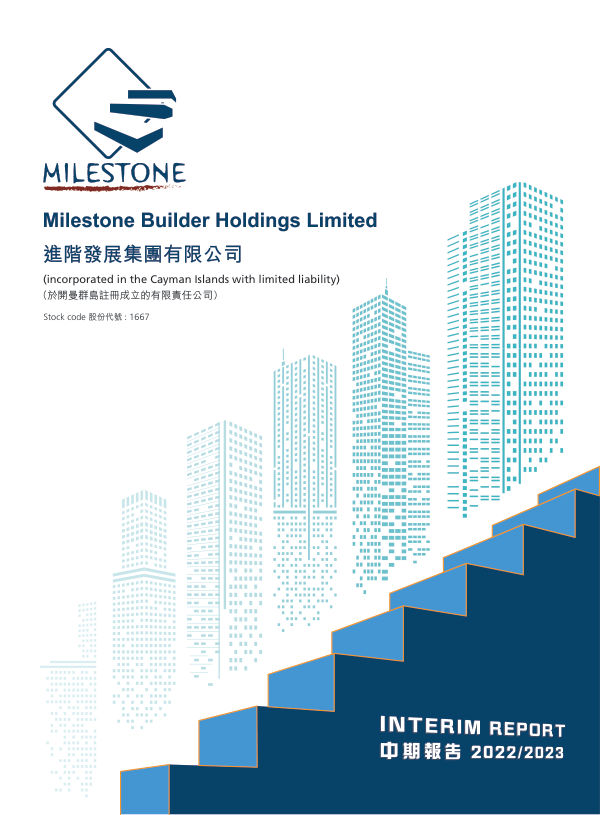 MILESTONE
Milestone Builder Holdings Limited
進階發展集團有限公司
(incorporated in the Cayman Islands with limited liability)
（於開曼群島註冊成立的有限責任公司）
Stock code 股份代號 : 1667
INTERIM REPORT
中期報告 2022/2023